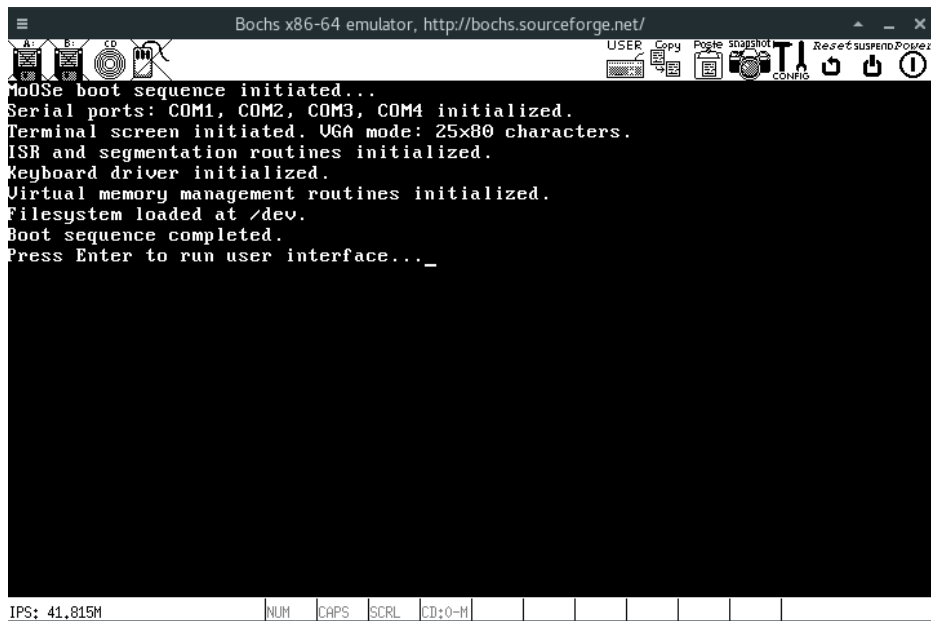 Bochs x86-64 emulator, http://bochs.sourceforge.net/
A: B: CD USER Copy Paste snapshot CONFIG Reset SUSPEND Power
MoOSe boot sequence initiated...
Serial ports: COM1, COM2, COM3, COM4 initialized.
Terminal screen initiated. VGA mode: 25x80 characters.
ISR and segmentation routines initialized.
Keyboard driver initialized.
Virtual memory management routines initialized.
Filesystem loaded at /dev.
Boot sequence completed.
Press Enter to run user interface..._
IPS: 41.815M NUM CAPS SCRL CD:0-M